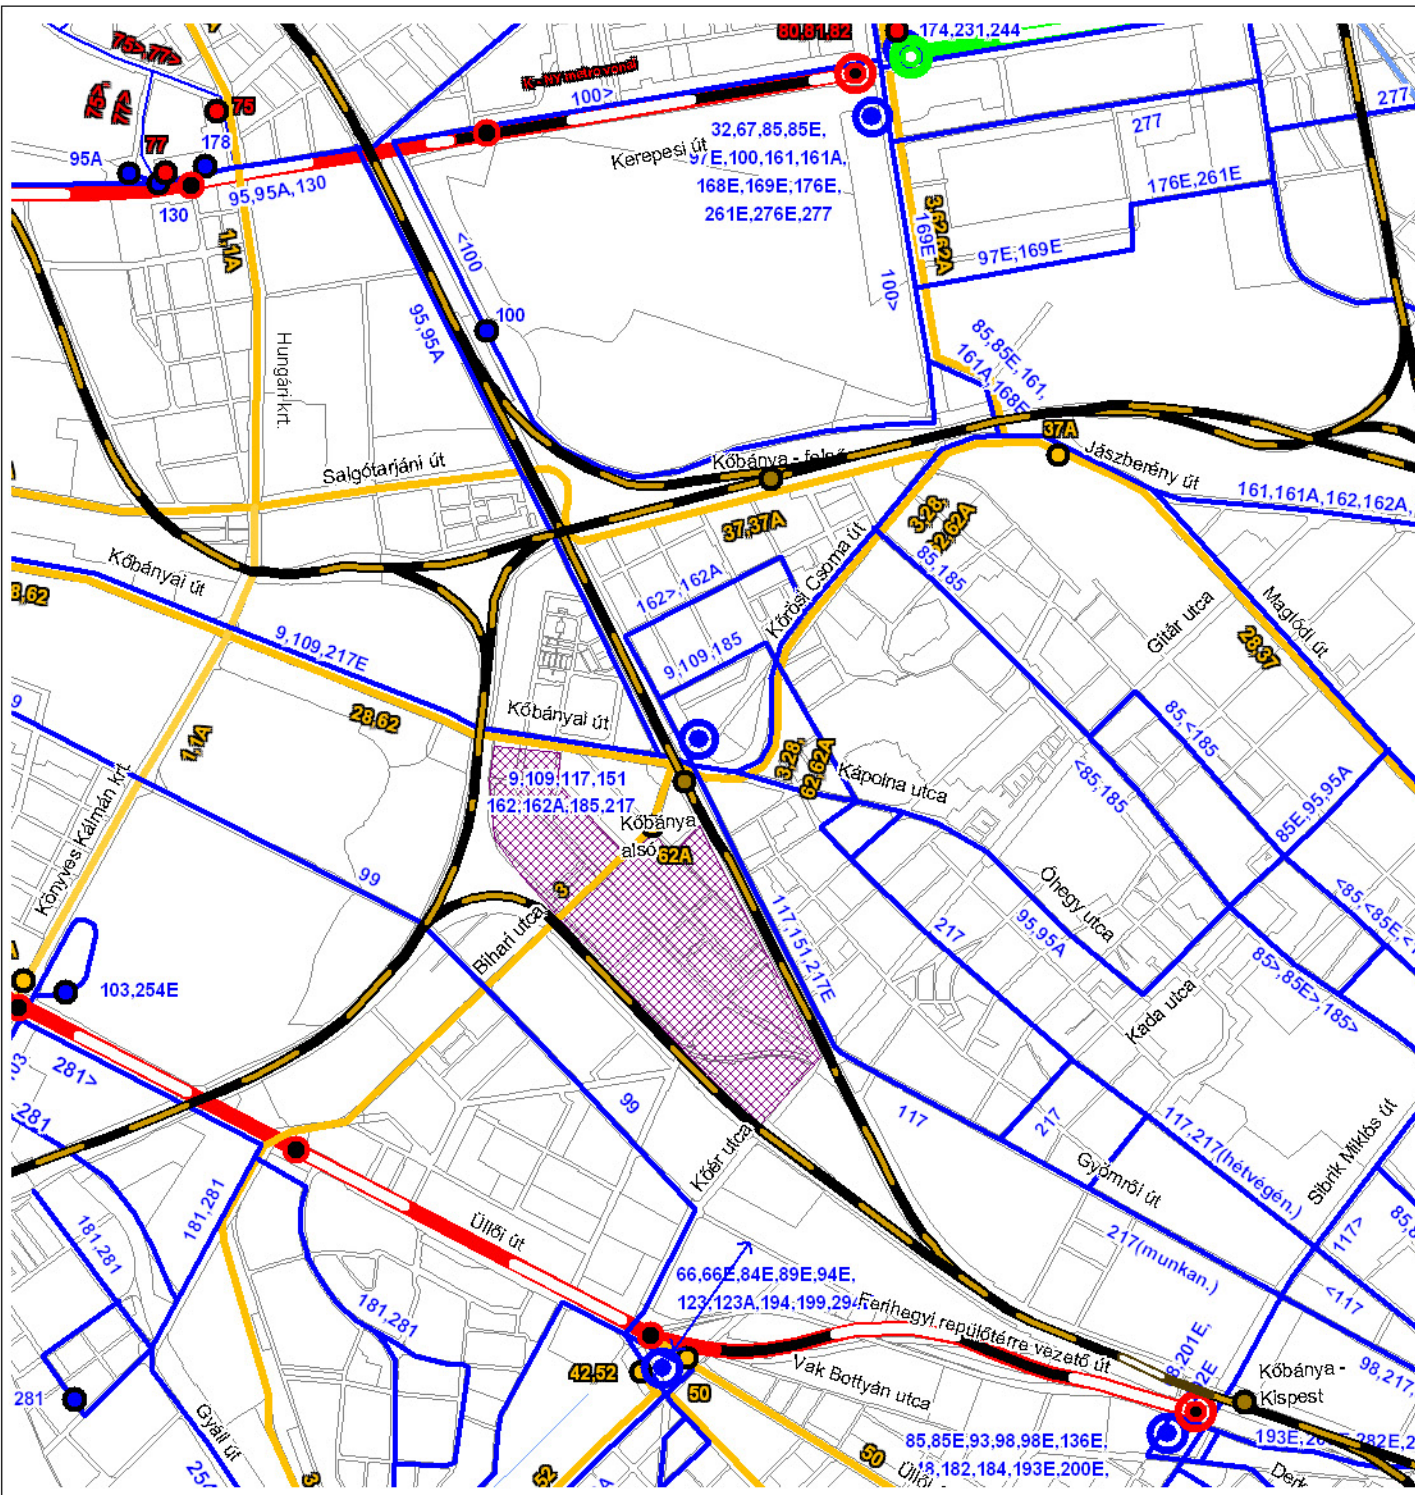 75>,77>
80,81,82
174,231,244
K-NY metró vonal
100>
75>
77>
75
277
277
77
178
95A
32,67,85,85E,
97E,100,161,161A,
168E,169E,176E,
261E,276E,277
Kerepesi út
95,95A,130
130
176E,261E
3,62,62A
169E
1,1A
<100
97E,169E
100>
100
95,95A
Hungári krt.
85,85E,161,
161A,168E
37A
Jászberény út
Salgótarjáni út
161,161A,162,162A,
37,37A
3,28,
Kőbányai út
85,185
162>,162A
Kőrösi Csoma út
Gitár utca
Maglódi út
28,37
9,109,217E
9,109,185
9
28,62
Kőbányai út
85,<185
1,1A
3,28,
62,62A
Kápolna utca
<85,185
85E,95,95A
9,109,117,151
162,162A,185,217
Kőbánya
alsó
62A
Könyves Kálmán krt.
99
3
Bihari utca
Óhegy utca
95,95A
217
117,151,217E
85>,85E>,185>
Kada utca
103,254E
281>
281
99
117
217
117,217(hétvégén.)
Gyömrői út
Sibrik Miklós út
Kőér utca
181,281
181,281
Üllői út
217(munkan.)
117>
<117
66,66E,84E,89E,94E,
181,281
Ferihegyi repülőtérre vezető út
Vak Bottyán utca
98,217,
42,52
50
Kőbánya -
Kispest
281
Gyáli út
85,85E,93,98,98E,136E,
50
52